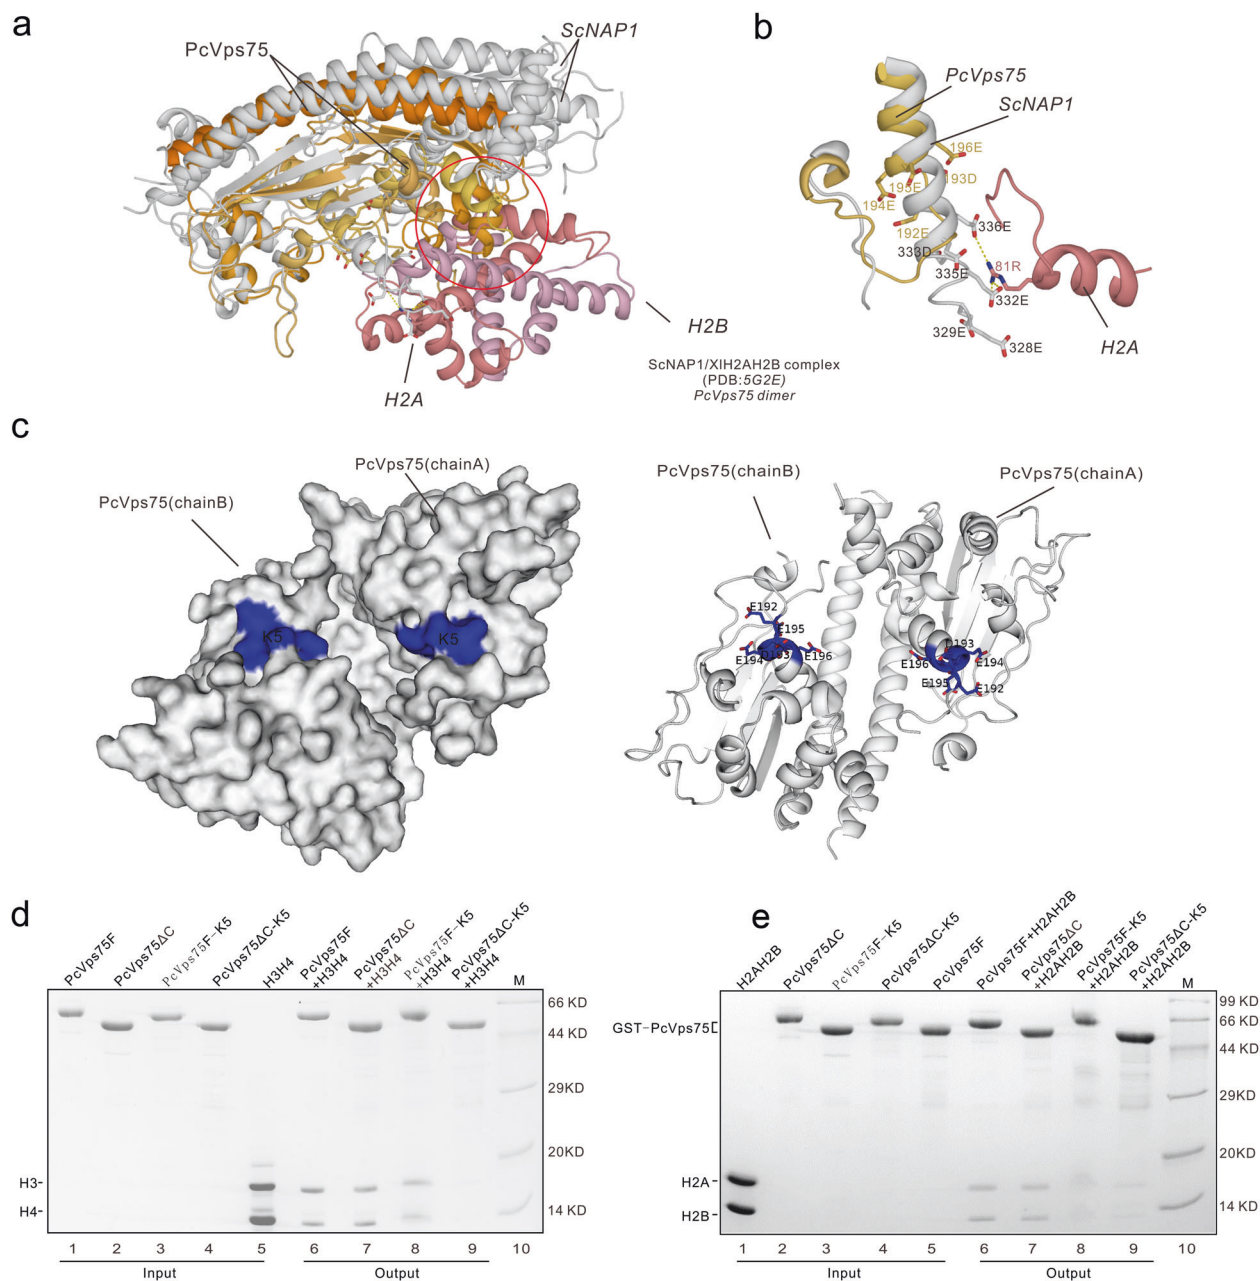 a
PcVps75
ScNAP1
H2B
H2A
ScNAP1/XlH2AH2B complex
(PDB:5G2E)
PcVps75 dimer
b
PcVps75
ScNAP1
196E
195E
193D
194E
192E
336E
333D
335E
81R
332E
329E
328E
H2A
c
PcVps75(chainA)
PcVps75(chainB)
K5
K5
PcVps75(chainB)
PcVps75(chainA)
E192
E195
E194
D193
E196
D193
E196
E194
E195
E192
d
PcVps75F
PcVps75ΔC
PcVps75F-K5
PcVps75ΔC-K5
H3H4
PcVps75F
+H3H4
PcVps75ΔC
+H3H4
PcVps75F-K5
+H3H4
PcVps75ΔC-K5
+H3H4
M
66 KD
44 KD
29KD
20KD
14 KD
H3-
H4-
1 2 3 4 5 6 7 8 9 10
Input
Output
e
H2AH2B
PcVps75ΔC
PcVps75F-K5
PcVps75ΔC-K5
PcVps75F
PcVps75F+H2AH2B
PcVps75ΔC
+H2AH2B
PcVps75F-K5
+H2AH2B
PcVps75ΔC-K5
+H2AH2B
M
GST-PcVps75[
99 KD
66 KD
44 KD
29 KD
20KD
14 KD
H2A-
H2B-
1 2 3 4 5 6 7 8 9 10
Input
Output